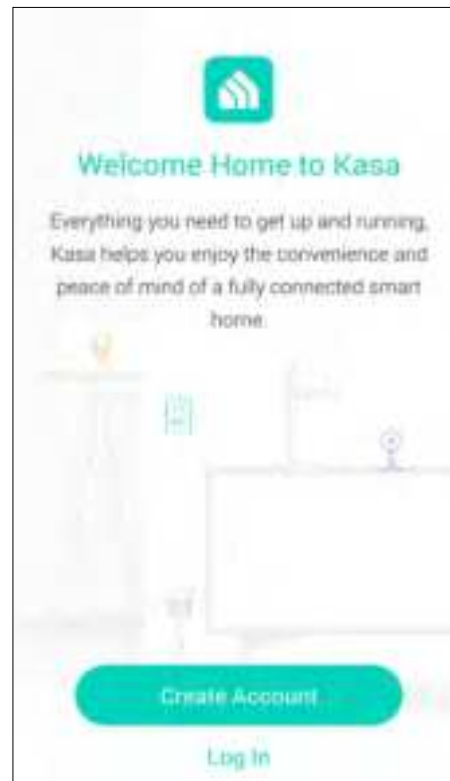 Welcome Home to Kasa
Everything you need to get up and running,
Kasa helps you enjoy the convenience and
peace of mind of a fully connected smart
home.
Create Account
Log In